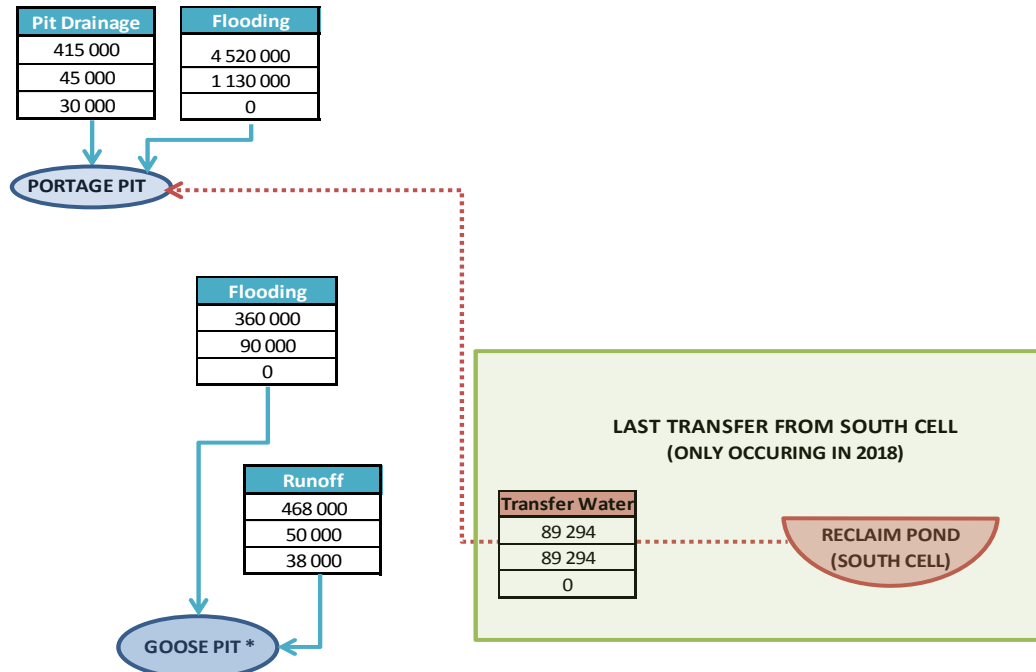 Pit Drainage
415 000
45 000
30 000
Flooding
4 520 000
1 130 000
0
PORTAGE PIT
Flooding
360 000
90 000
0
LAST TRANSFER FROM SOUTH CELL
(ONLY OCCURING IN 2018)
Runoff
468 000
50 000
38 000
Transfer Water
89 294
89 294
0
RECLAIM POND
(SOUTH CELL)
GOOSE PIT *